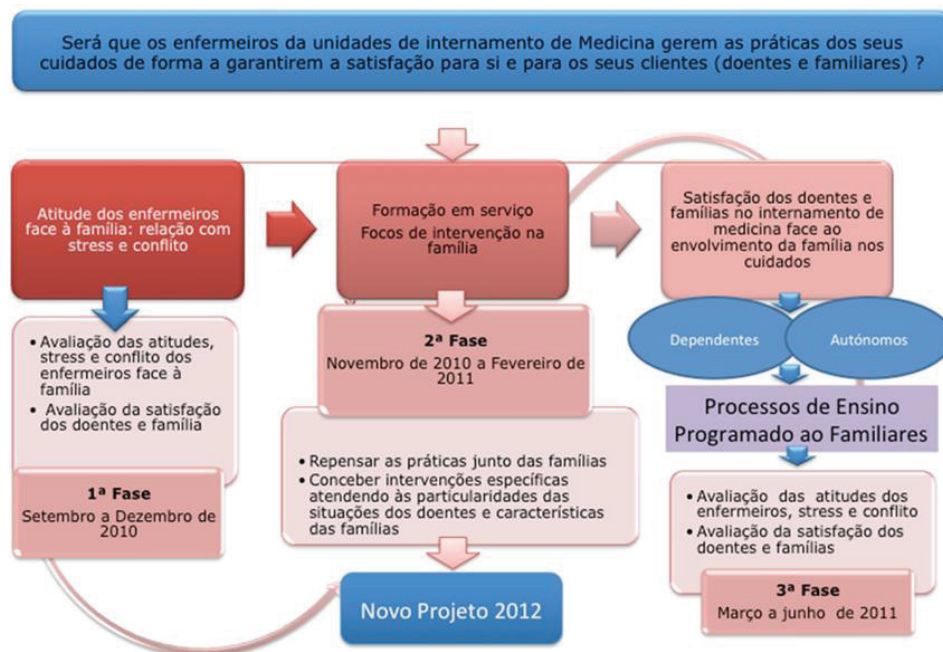 Será que os enfermeiros da unidades de internamento de Medicina gerem as práticas dos seus
cuidados de forma a garantirem a satisfação para si e para os seus clientes (doentes e familiares) ?
Atitude dos enfermeiros
face à família: relação com
stress e conflito
Formação em serviço
Focos de intervenção na
família
Satisfação dos doentes e
famílias no internamento de
medicina face ao
envolvimento da família nos
cuidados
• Avaliação das atitudes,
stress e conflito dos
enfermeiros face à
família
• Avaliação da satisfação
dos doentes e família
1ª Fase
Setembro a Dezembro de
2010
2ª Fase
Novembro de 2010 a Fevereiro de
2011
• Repensar as práticas junto das famílias
• Conceber intervenções específicas
atendendo às particularidades das
situações dos doentes e características
das famílias
Novo Projeto 2012
Dependentes
Autónomos
Processos de Ensino
Programado ao Familiares
• Avaliação das atitudes dos
enfermeiros, stress e conflito
• Avaliação da satisfação dos
doentes e famílias
3ª Fase
Março a junho de 2011